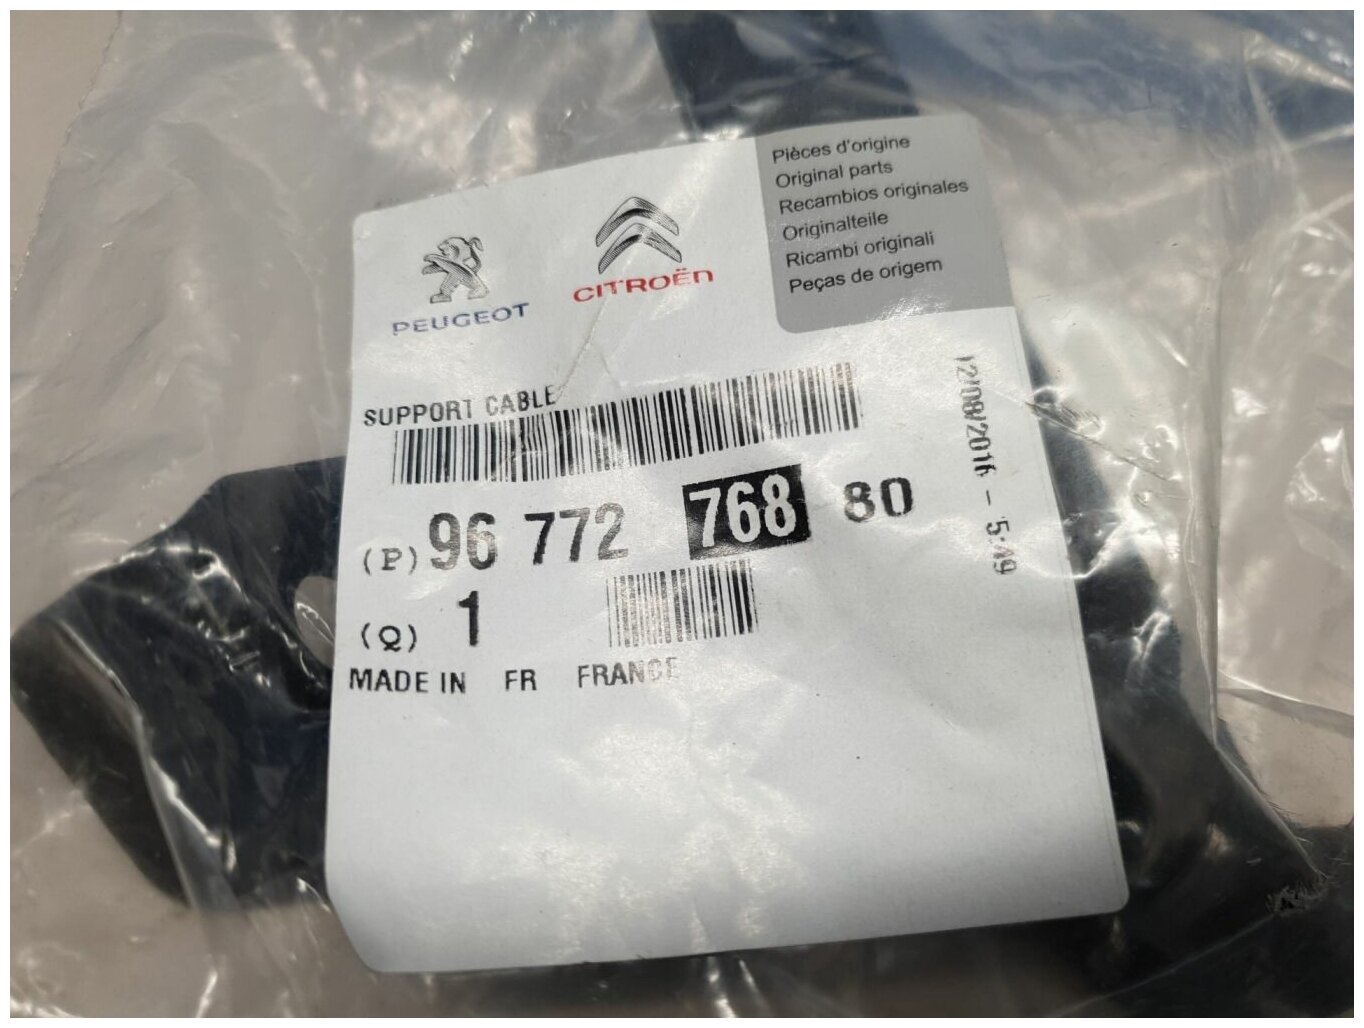 PEUGEOT
CITROËN
Pièces d'origine
Original parts
Recambios originales
Originalteile
Ricambi originali
Peças de origem
SUPPORT CABLE
12/08/2016 - 5:49
(P) 96 772 768 80
(Q) 1
MADE IN FR FRANCE